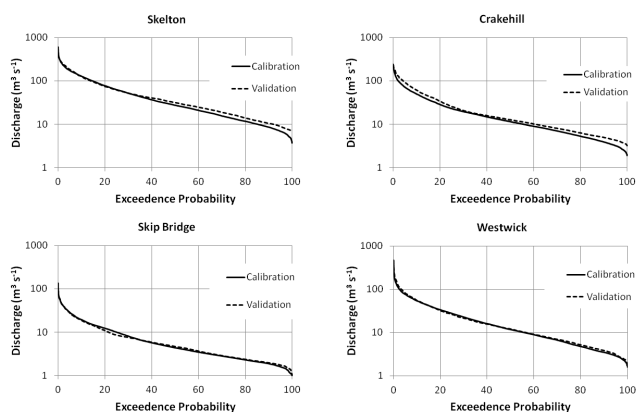 Skelton
1000
100
10
1
0 20 40 60 80 100
Discharge (m³ s⁻¹)
Exceedence Probability
Calibration
Validation
Crakehill
1000
100
10
1
0 20 40 60 80 100
Discharge (m³ s⁻¹)
Exceedence Probability
Calibration
Validation
Skip Bridge
1000
100
10
1
0 20 40 60 80 100
Discharge (m³ s⁻¹)
Exceedence Probability
Calibration
Validation
Westwick
1000
100
10
1
0 20 40 60 80 100
Discharge (m³ s⁻¹)
Exceedence Probability
Calibration
Validation